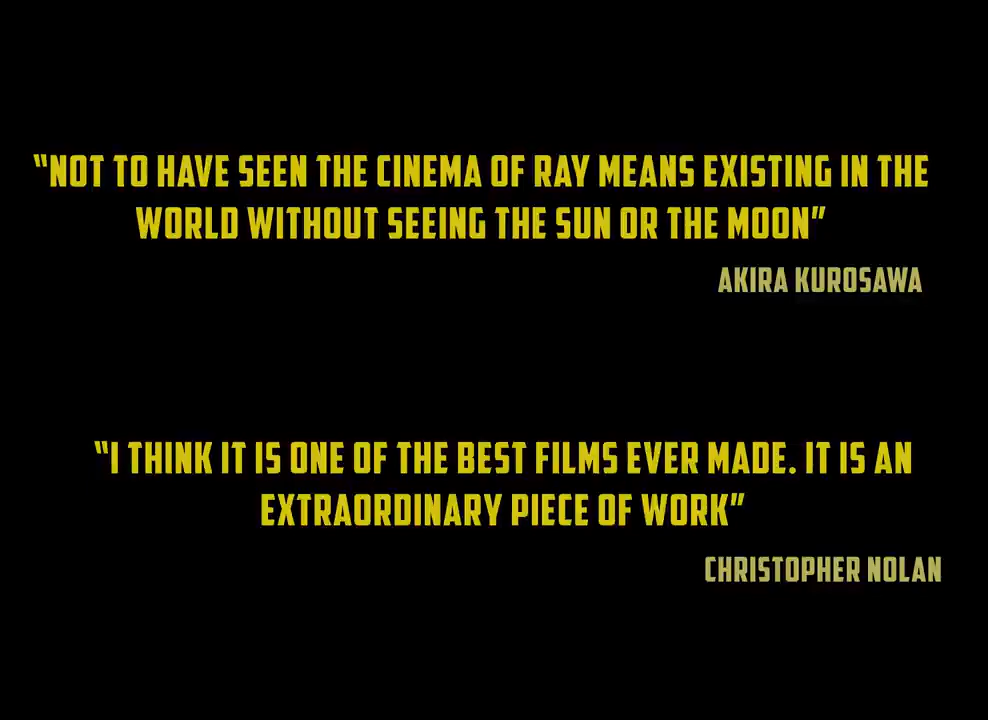 “NOT TO HAVE SEEN THE CINEMA OF RAY MEANS EXISTING IN THE
WORLD WITHOUT SEEING THE SUN OR THE MOON”
AKIRA KUROSAWA
“I THINK IT IS ONE OF THE BEST FILMS EVER MADE. IT IS AN
EXTRAORDINARY PIECE OF WORK”
CHRISTOPHER NOLAN